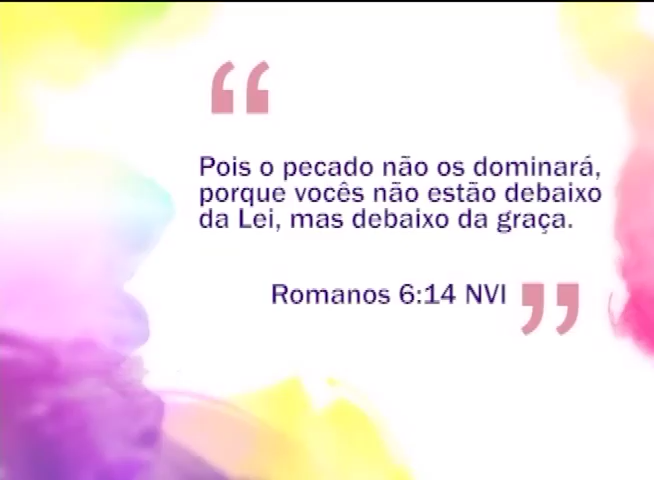 “
Pois o pecado não os dominará,
porque vocês não estão debaixo
da Lei, mas debaixo da graça.
Romanos 6:14 NVI ”